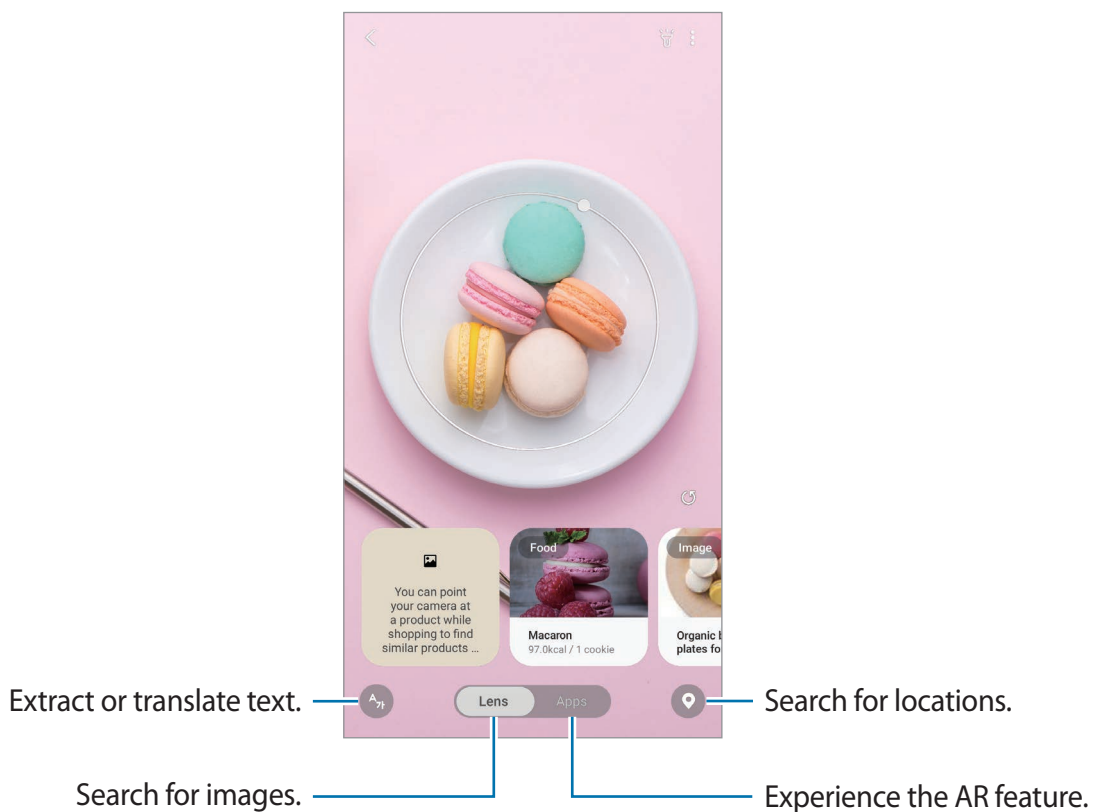 Food
Image
You can point
your camera at
a product while
shopping to find
similar products ...
Macaron
97.0kcal / 1 cookie
Organic
plates fo
Extract or translate text.
A가
Lens
Apps
Search for locations.
Search for images.
Experience the AR feature.